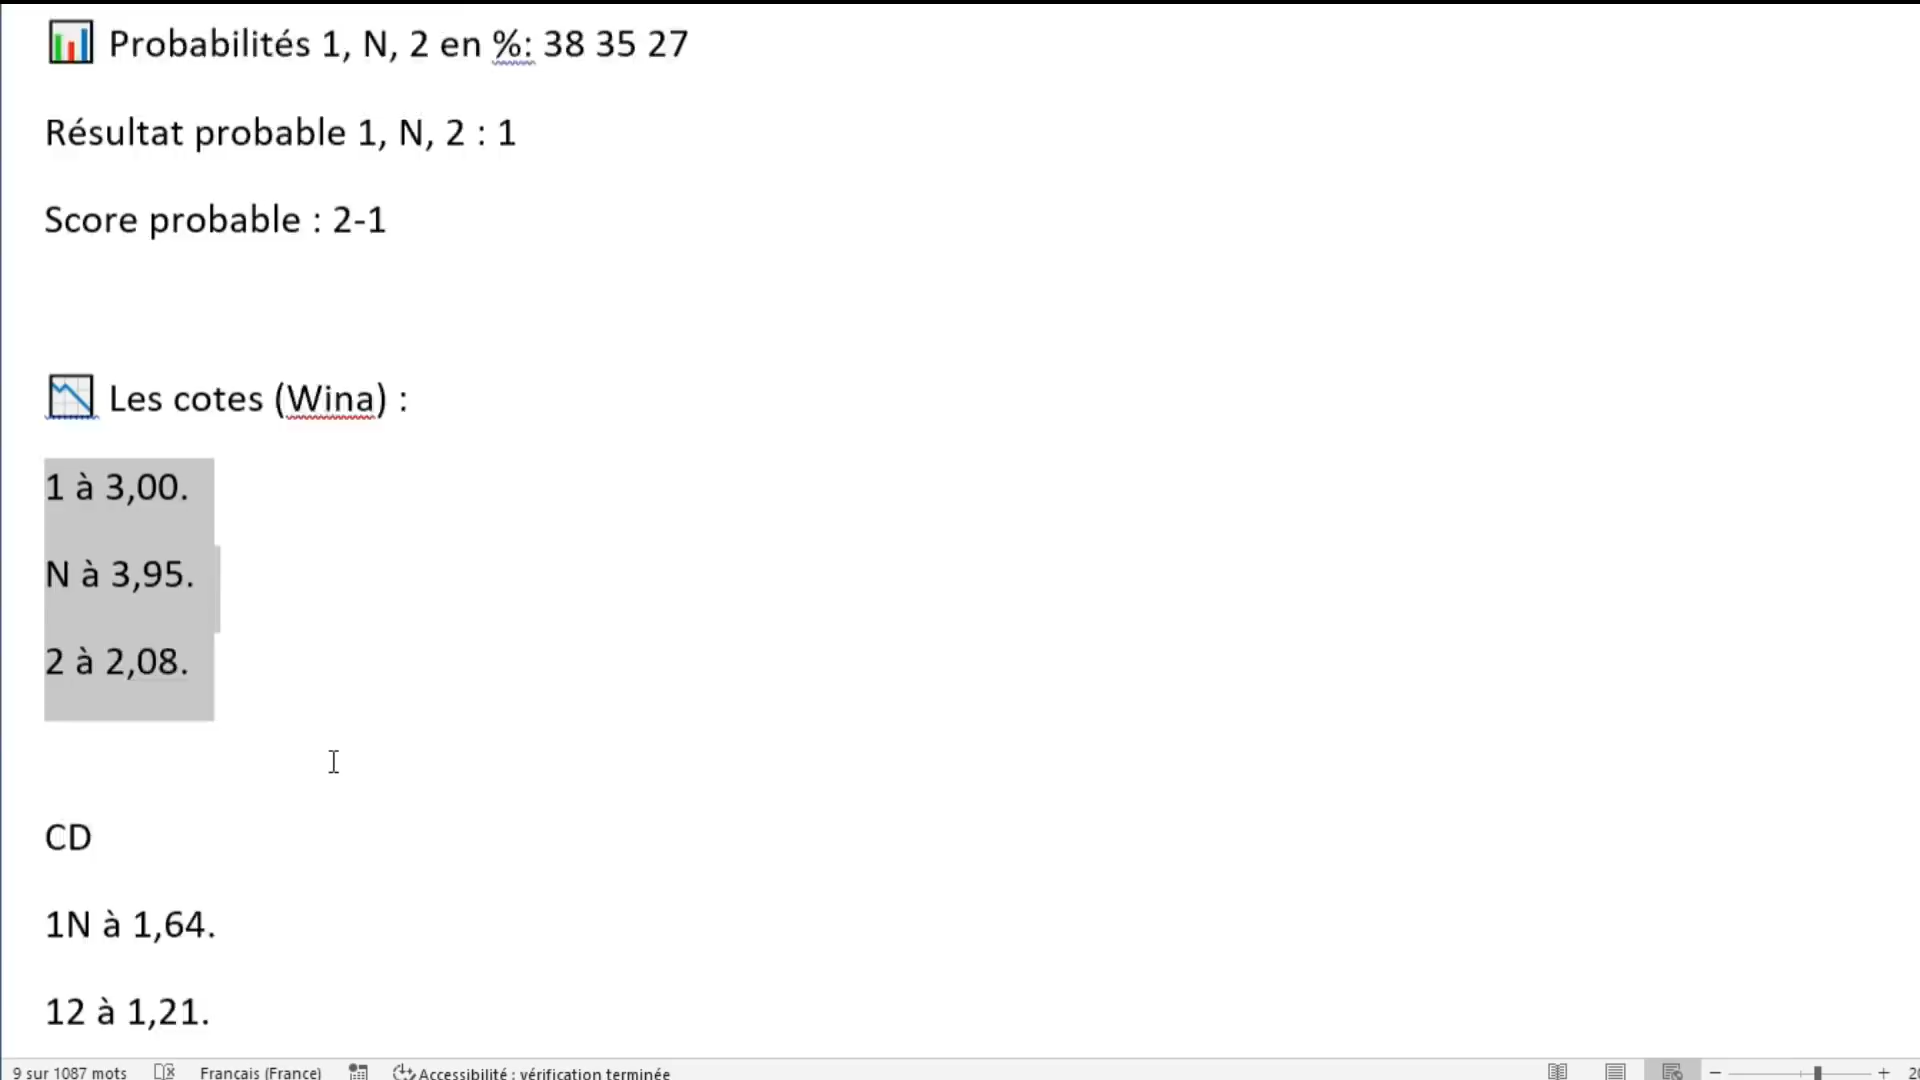 Probabilités 1, N, 2 en %: 38 35 27
Résultat probable 1, N, 2 : 1
Score probable : 2-1
Les cotes (Wina) :
1 à 3,00.
N à 3,95.
2 à 2,08.
CD
1N à 1,64.
12 à 1,21.
9 sur 1087 mots Français (France) Accessibilité : vérification terminée